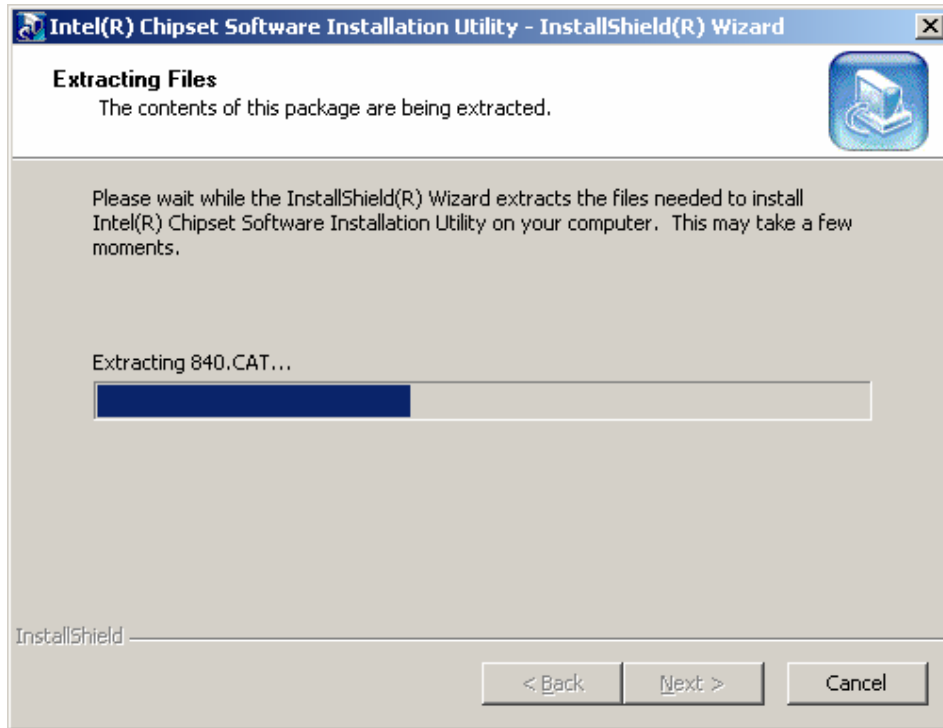 Intel(R) Chipset Software Installation Utility - InstallShield(R) Wizard
Extracting Files
The contents of this package are being extracted.
Please wait while the InstallShield(R) Wizard extracts the files needed to install
Intel(R) Chipset Software Installation Utility on your computer.  This may take a few
moments.
Extracting 840.CAT...
InstallShield
< Back
Next >
Cancel